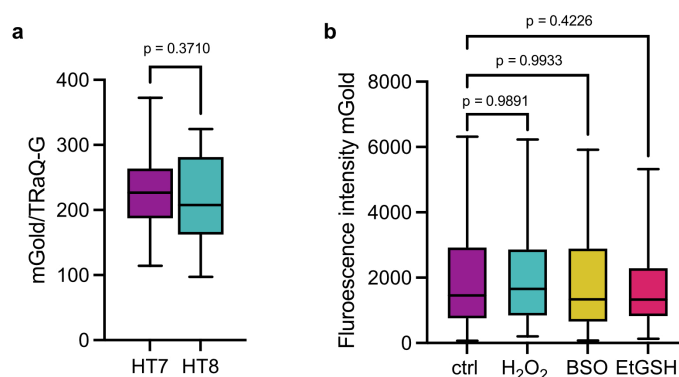 a
p = 0.3710
mGold/TRaQ-G
400
300
200
100
0
HT7 HT8
b
p = 0.4226
p = 0.9933
p = 0.9891
Fluroescence intensity mGold
8000
6000
4000
2000
0
ctrl H₂O₂ BSO EtGSH